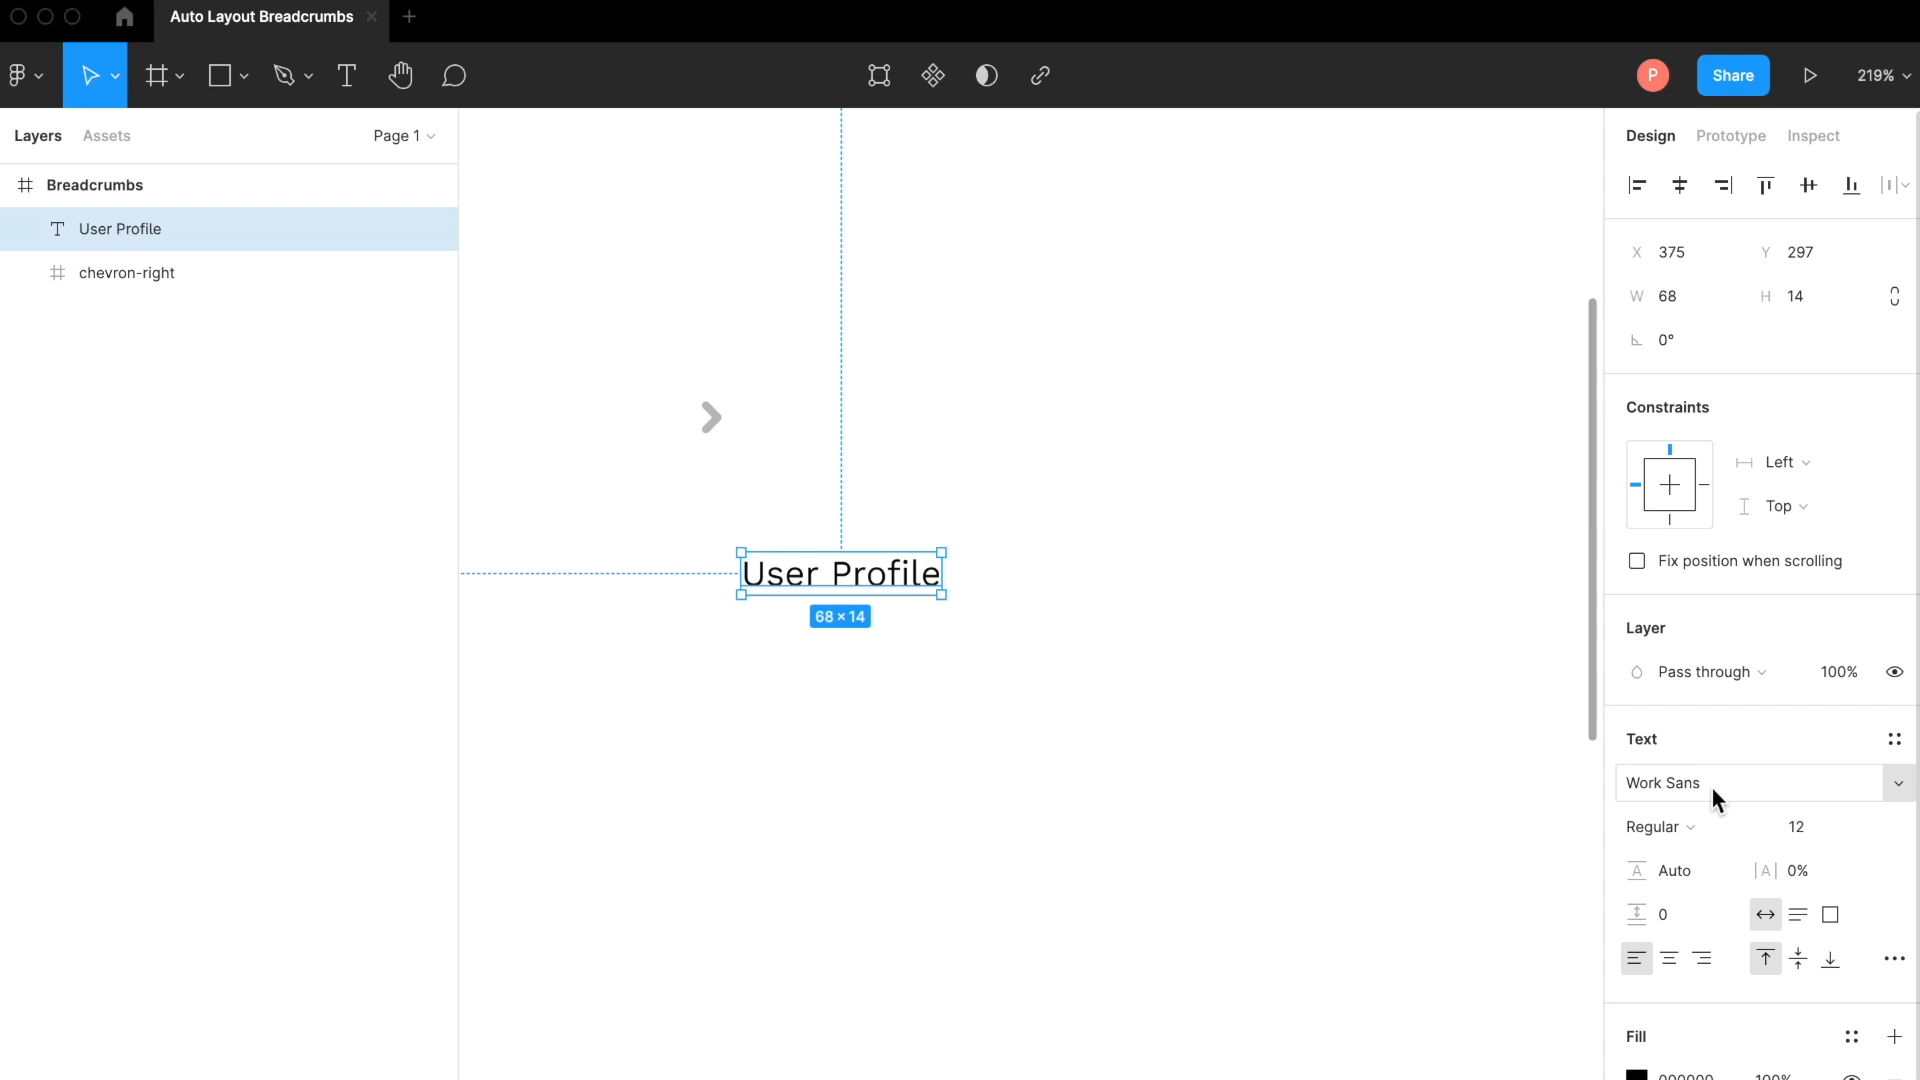 Auto Layout Breadcrumbs
P
Share
219%
Layers
Assets
Page 1
Design
Prototype
Inspect
Breadcrumbs
User Profile
chevron-right
X 375
Y 297
W 68
H 14
0°
Constraints
Left
Top
Fix position when scrolling
User Profile
68 × 14
Layer
Pass through
100%
Text
Work Sans
Regular
12
A Auto
|A| 0%
0
Fill
000000 100%